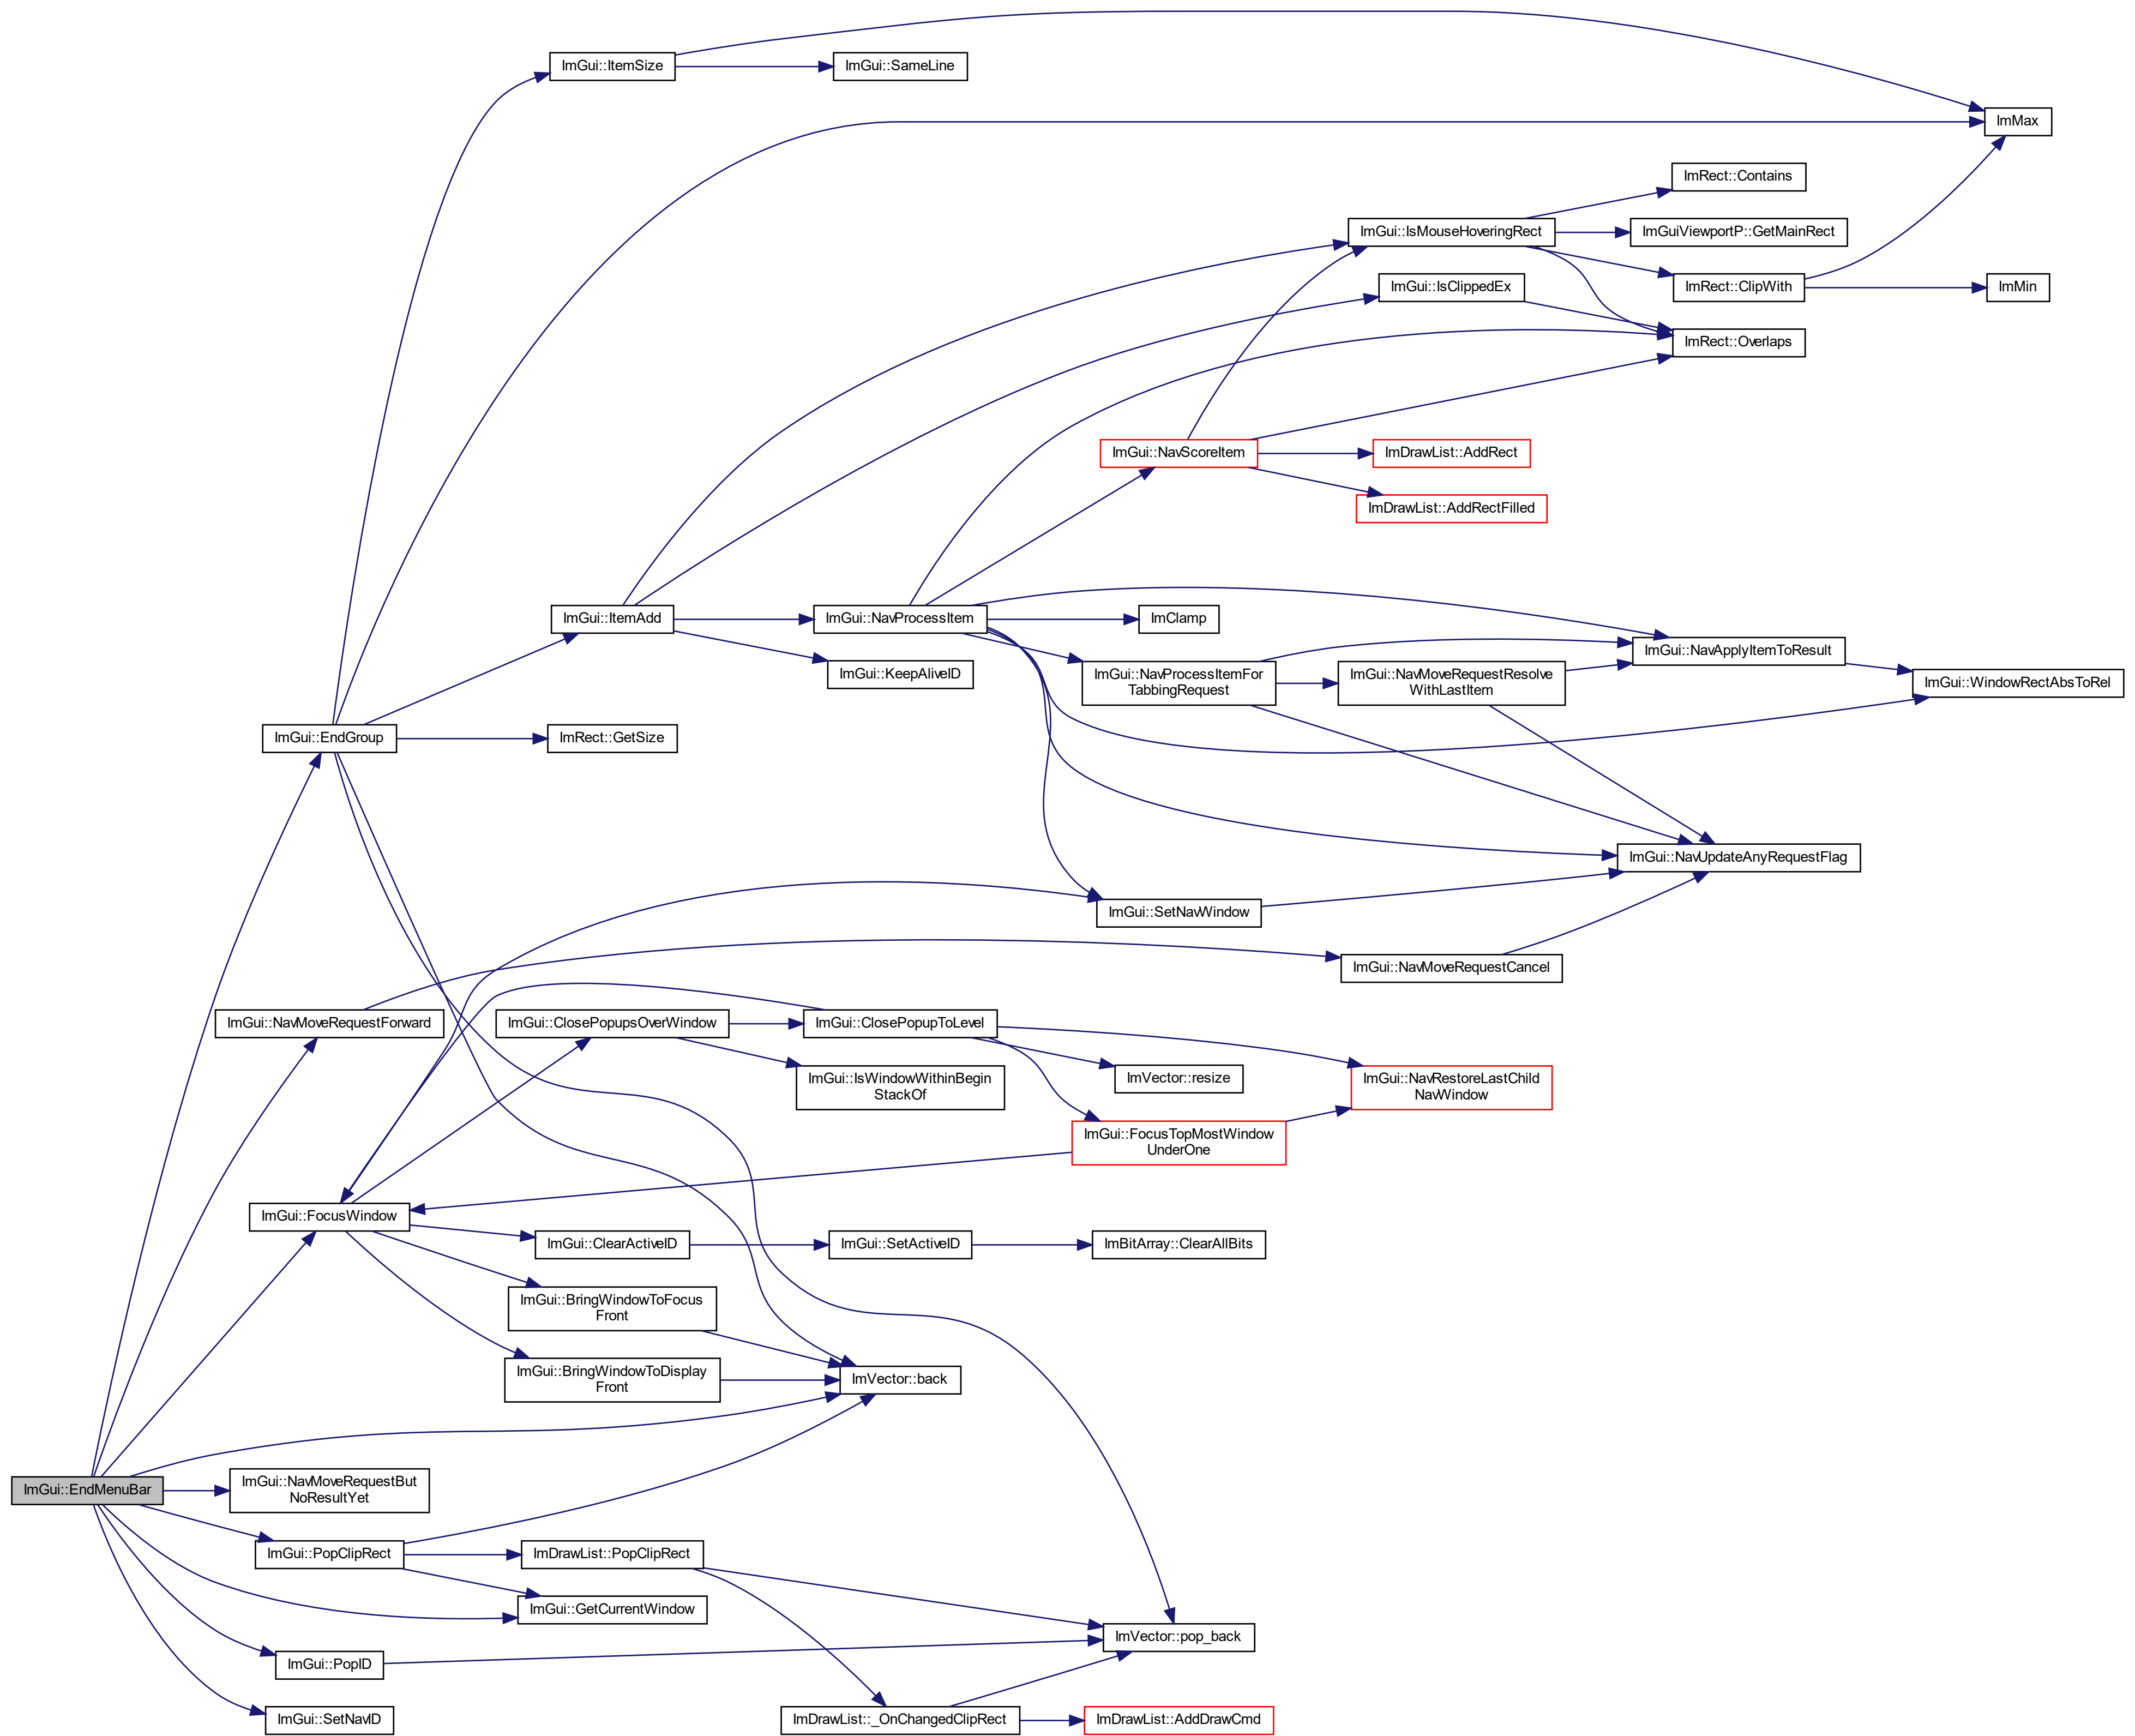 ImGui::ItemSize
ImGui::SameLine
ImMax
ImRect::Contains
ImGui::IsMouseHoveringRect
ImGuiViewportP::GetMainRect
ImGui::IsClippedEx
ImRect::ClipWith
ImMin
ImRect::Overlaps
ImGui::NavScoreItem
ImDrawList::AddRect
ImDrawList::AddRectFilled
ImGui::ItemAdd
ImGui::NavProcessItem
ImClamp
ImGui::KeepAliveID
ImGui::NavProcessItemFor
TabbingRequest
ImGui::NavMoveRequestResolve
WithLastItem
ImGui::NavApplyItemToResult
ImGui::WindowRectAbsToRel
ImGui::EndGroup
ImRect::GetSize
ImGui::NavUpdateAnyRequestFlag
ImGui::SetNavWindow
ImGui::NavMoveRequestCancel
ImGui::NavMoveRequestForward
ImGui::ClosePopupsOverWindow
ImGui::ClosePopupToLevel
ImGui::IsWindowWithinBegin
StackOf
ImVector::resize
ImGui::NavRestoreLastChild
NavWindow
ImGui::FocusTopMostWindow
UnderOne
ImGui::FocusWindow
ImGui::ClearActiveID
ImGui::SetActiveID
ImBitArray::ClearAllBits
ImGui::BringWindowToFocus
Front
ImGui::BringWindowToDisplay
Front
ImVector::back
ImGui::EndMenuBar
ImGui::NavMoveRequestBut
NoResultYet
ImGui::PopClipRect
ImDrawList::PopClipRect
ImGui::GetCurrentWindow
ImVector::pop_back
ImGui::PopID
ImGui::SetNavID
ImDrawList::_OnChangedClipRect
ImDrawList::AddDrawCmd